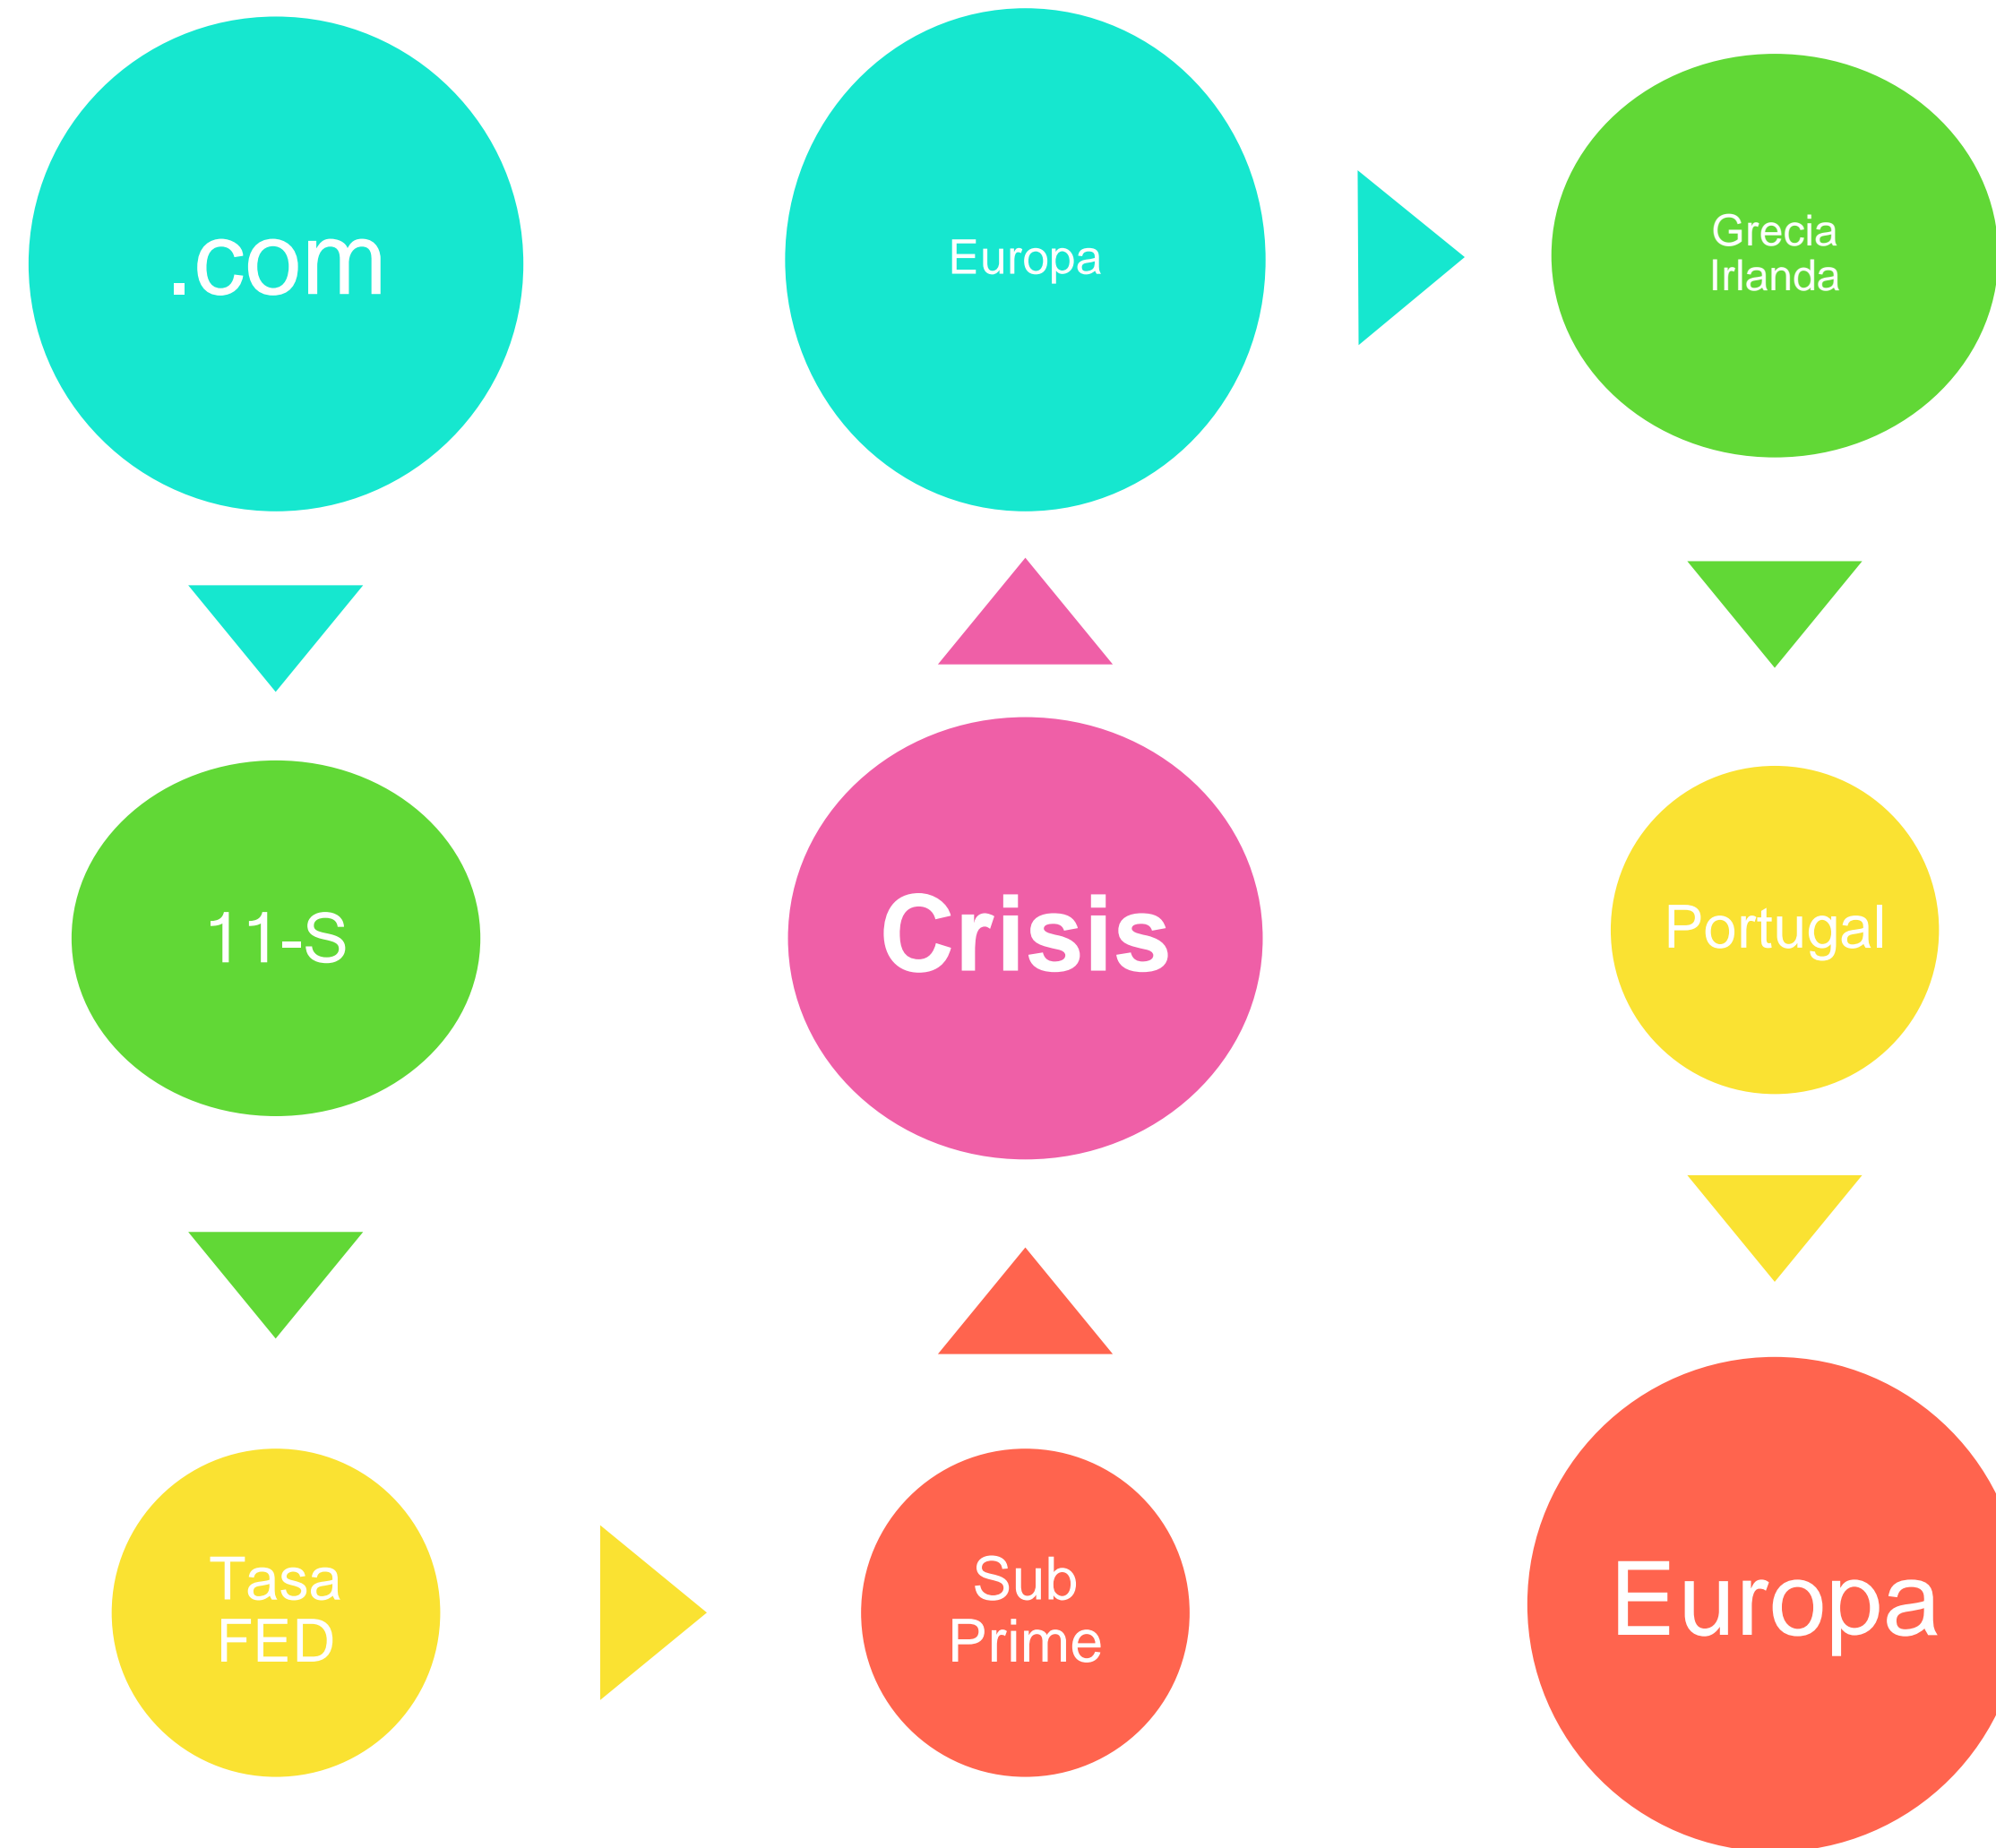 .com
11-S
Tasa
FED
Sub
Prime
Crisis
Europa
Grecia
Irlanda
Portugal
Europa